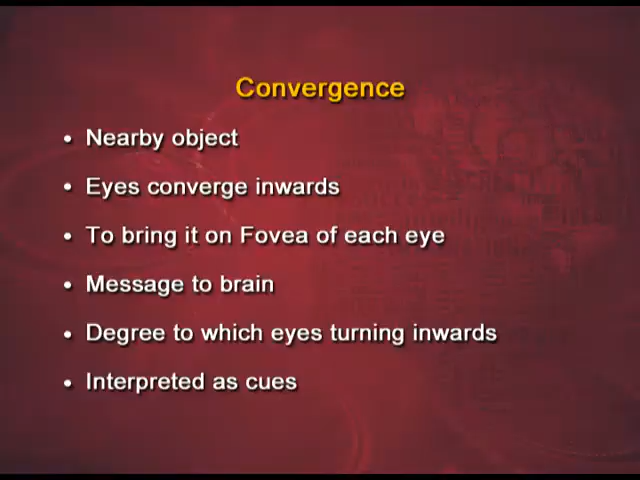 Convergence
• Nearby object
• Eyes converge inwards
• To bring it on Fovea of each eye
• Message to brain
• Degree to which eyes turning inwards
• Interpreted as cues